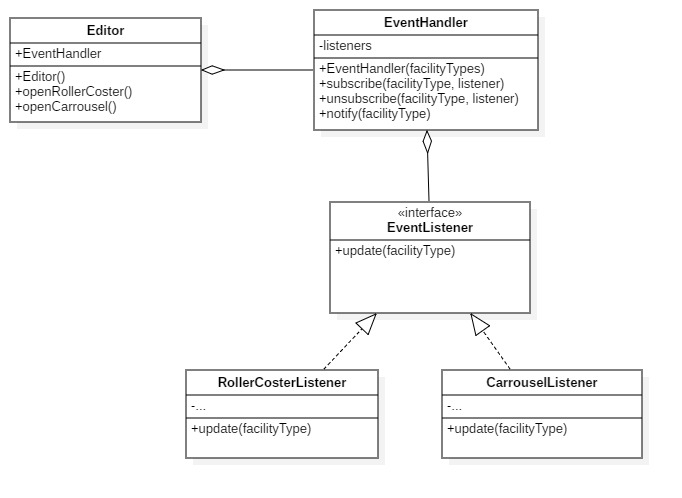 Editor
+EventHandler
+Editor()
+openRollerCoster()
+openCarrousel()
EventHandler
-listeners
+EventHandler(facilityTypes)
+subscribe(facilityType, listener)
+unsubscribe(facilityType, listener)
+notify(facilityType)
«interface»
EventListener
+update(facilityType)
RollerCosterListener
-...
+update(facilityType)
CarrouselListener
-...
+update(facilityType)